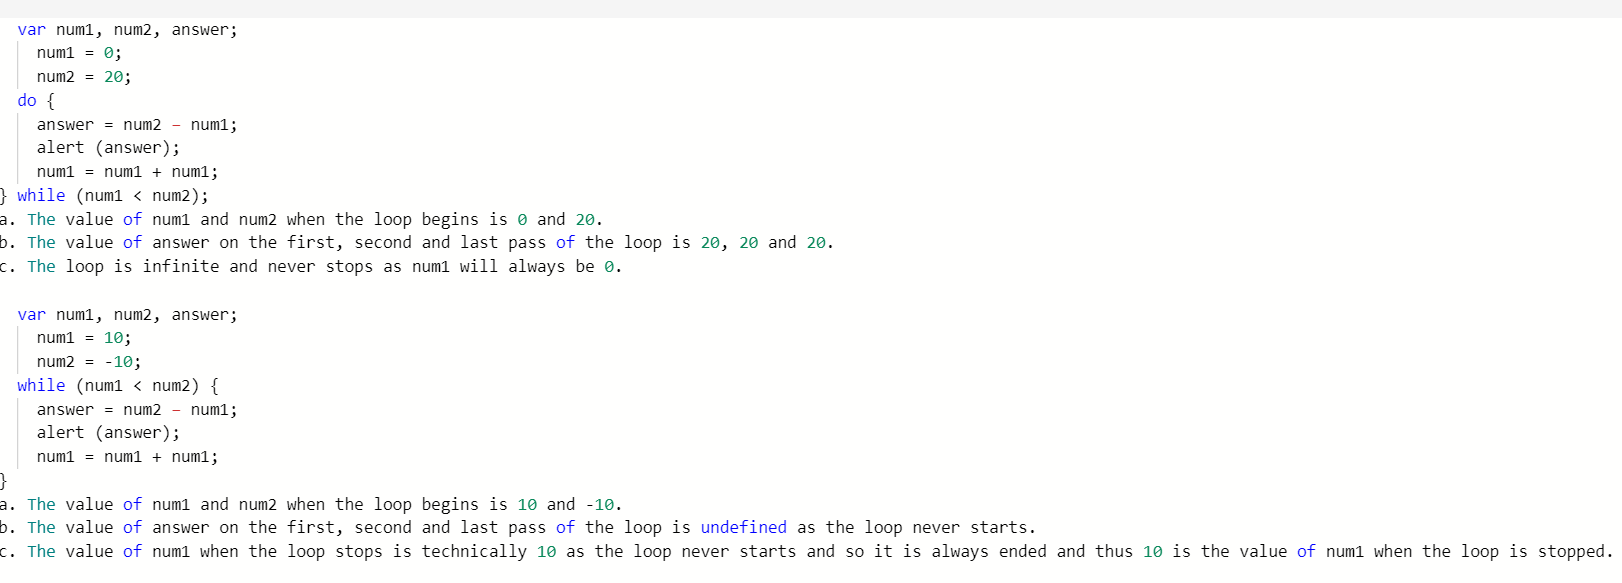 var num1, num2, answer;
num1 = 0;
num2 = 20;
do {
answer = num2 – num1;
alert (answer);
num1 = num1 + num1;
} while (num1 < num2);
a. The value of num1 and num2 when the loop begins is 0 and 20.
b. The value of answer on the first, second and last pass of the loop is 20, 20 and 20.
c. The loop is infinite and never stops as num1 will always be 0.
var num1, num2, answer;
num1 = 10;
num2 = -10;
while (num1 < num2) {
answer = num2 – num1;
alert (answer);
num1 = num1 + num1;
}
a. The value of num1 and num2 when the loop begins is 10 and -10.
b. The value of answer on the first, second and last pass of the loop is undefined as the loop never starts.
c. The value of num1 when the loop stops is technically 10 as the loop never starts and so it is always ended and thus 10 is the value of num1 when the loop is stopped.